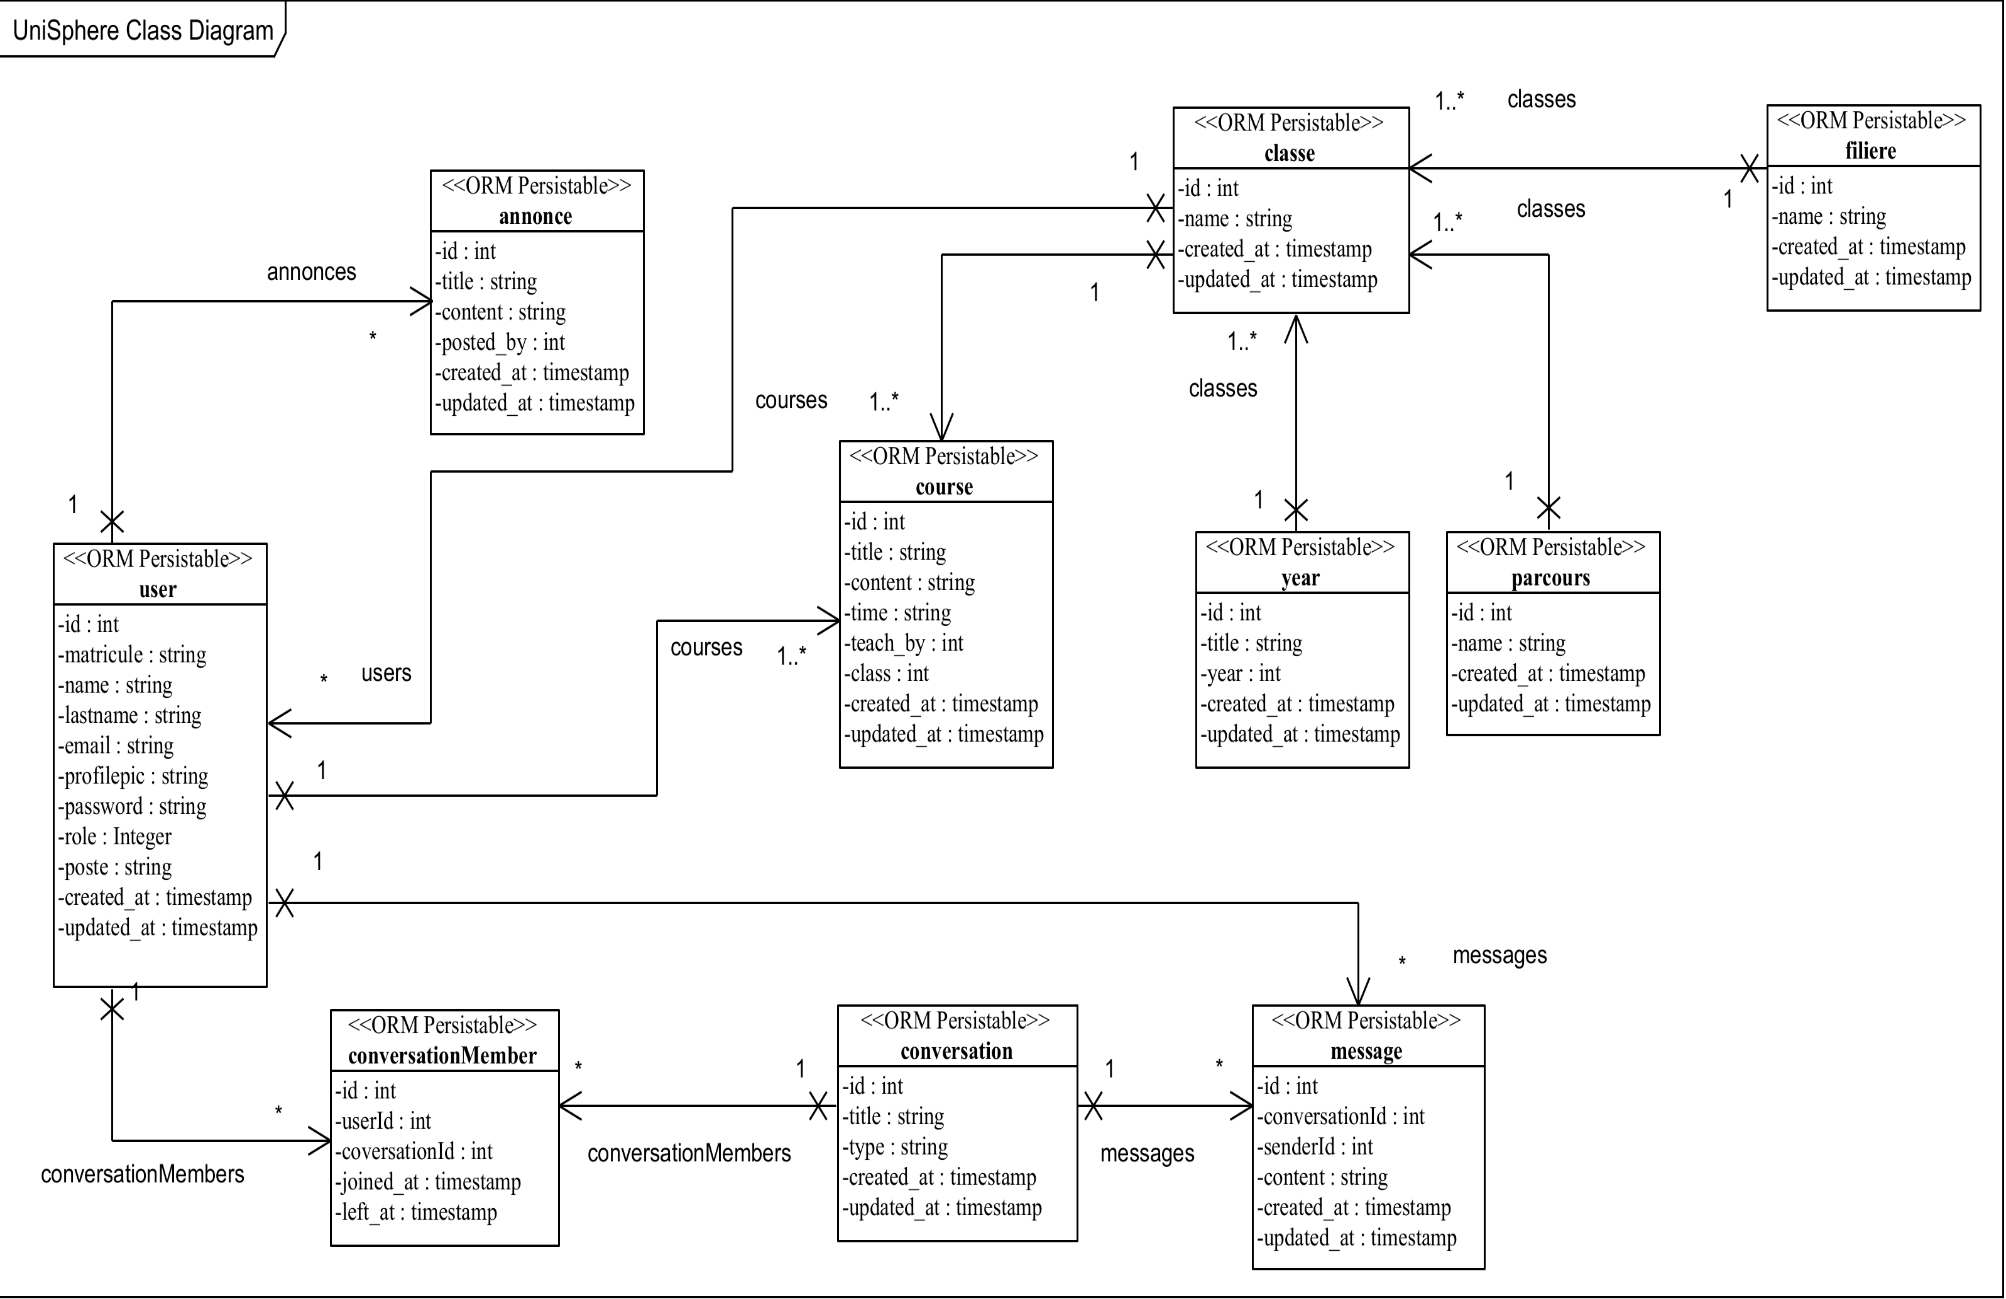 UniSphere Class Diagram
<<ORM Persistable>>
annonce
-id : int
-title : string
-content : string
-posted_by : int
-created_at : timestamp
-updated_at : timestamp
annonces
*
1
<<ORM Persistable>>
classe
-id : int
-name : string
-created_at : timestamp
-updated_at : timestamp
1
1
1..* classes
1
classes
1..*
<<ORM Persistable>>
filiere
-id : int
-name : string
-created_at : timestamp
-updated_at : timestamp
1..*
classes
1
1
courses 1..*
<<ORM Persistable>>
course
-id : int
-title : string
-content : string
-time : string
-teach_by : int
-class : int
-created_at : timestamp
-updated_at : timestamp
<<ORM Persistable>>
year
-id : int
-title : string
-year : int
-created_at : timestamp
-updated_at : timestamp
<<ORM Persistable>>
parcours
-id : int
-name : string
-created_at : timestamp
-updated_at : timestamp
<<ORM Persistable>>
user
-id : int
-matricule : string
-name : string
-lastname : string
-email : string
-profilepic : string
-password : string
-role : Integer
-poste : string
-created_at : timestamp
-updated_at : timestamp
* users
courses 1..*
1
1
* messages
1
*
conversationMembers
<<ORM Persistable>>
conversationMember
-id : int
-userId : int
-coversationId : int
-joined_at : timestamp
-left_at : timestamp
* 1
conversationMembers
<<ORM Persistable>>
conversation
-id : int
-title : string
-type : string
-created_at : timestamp
-updated_at : timestamp
1 *
messages
<<ORM Persistable>>
message
-id : int
-conversationId : int
-senderId : int
-content : string
-created_at : timestamp
-updated_at : timestamp